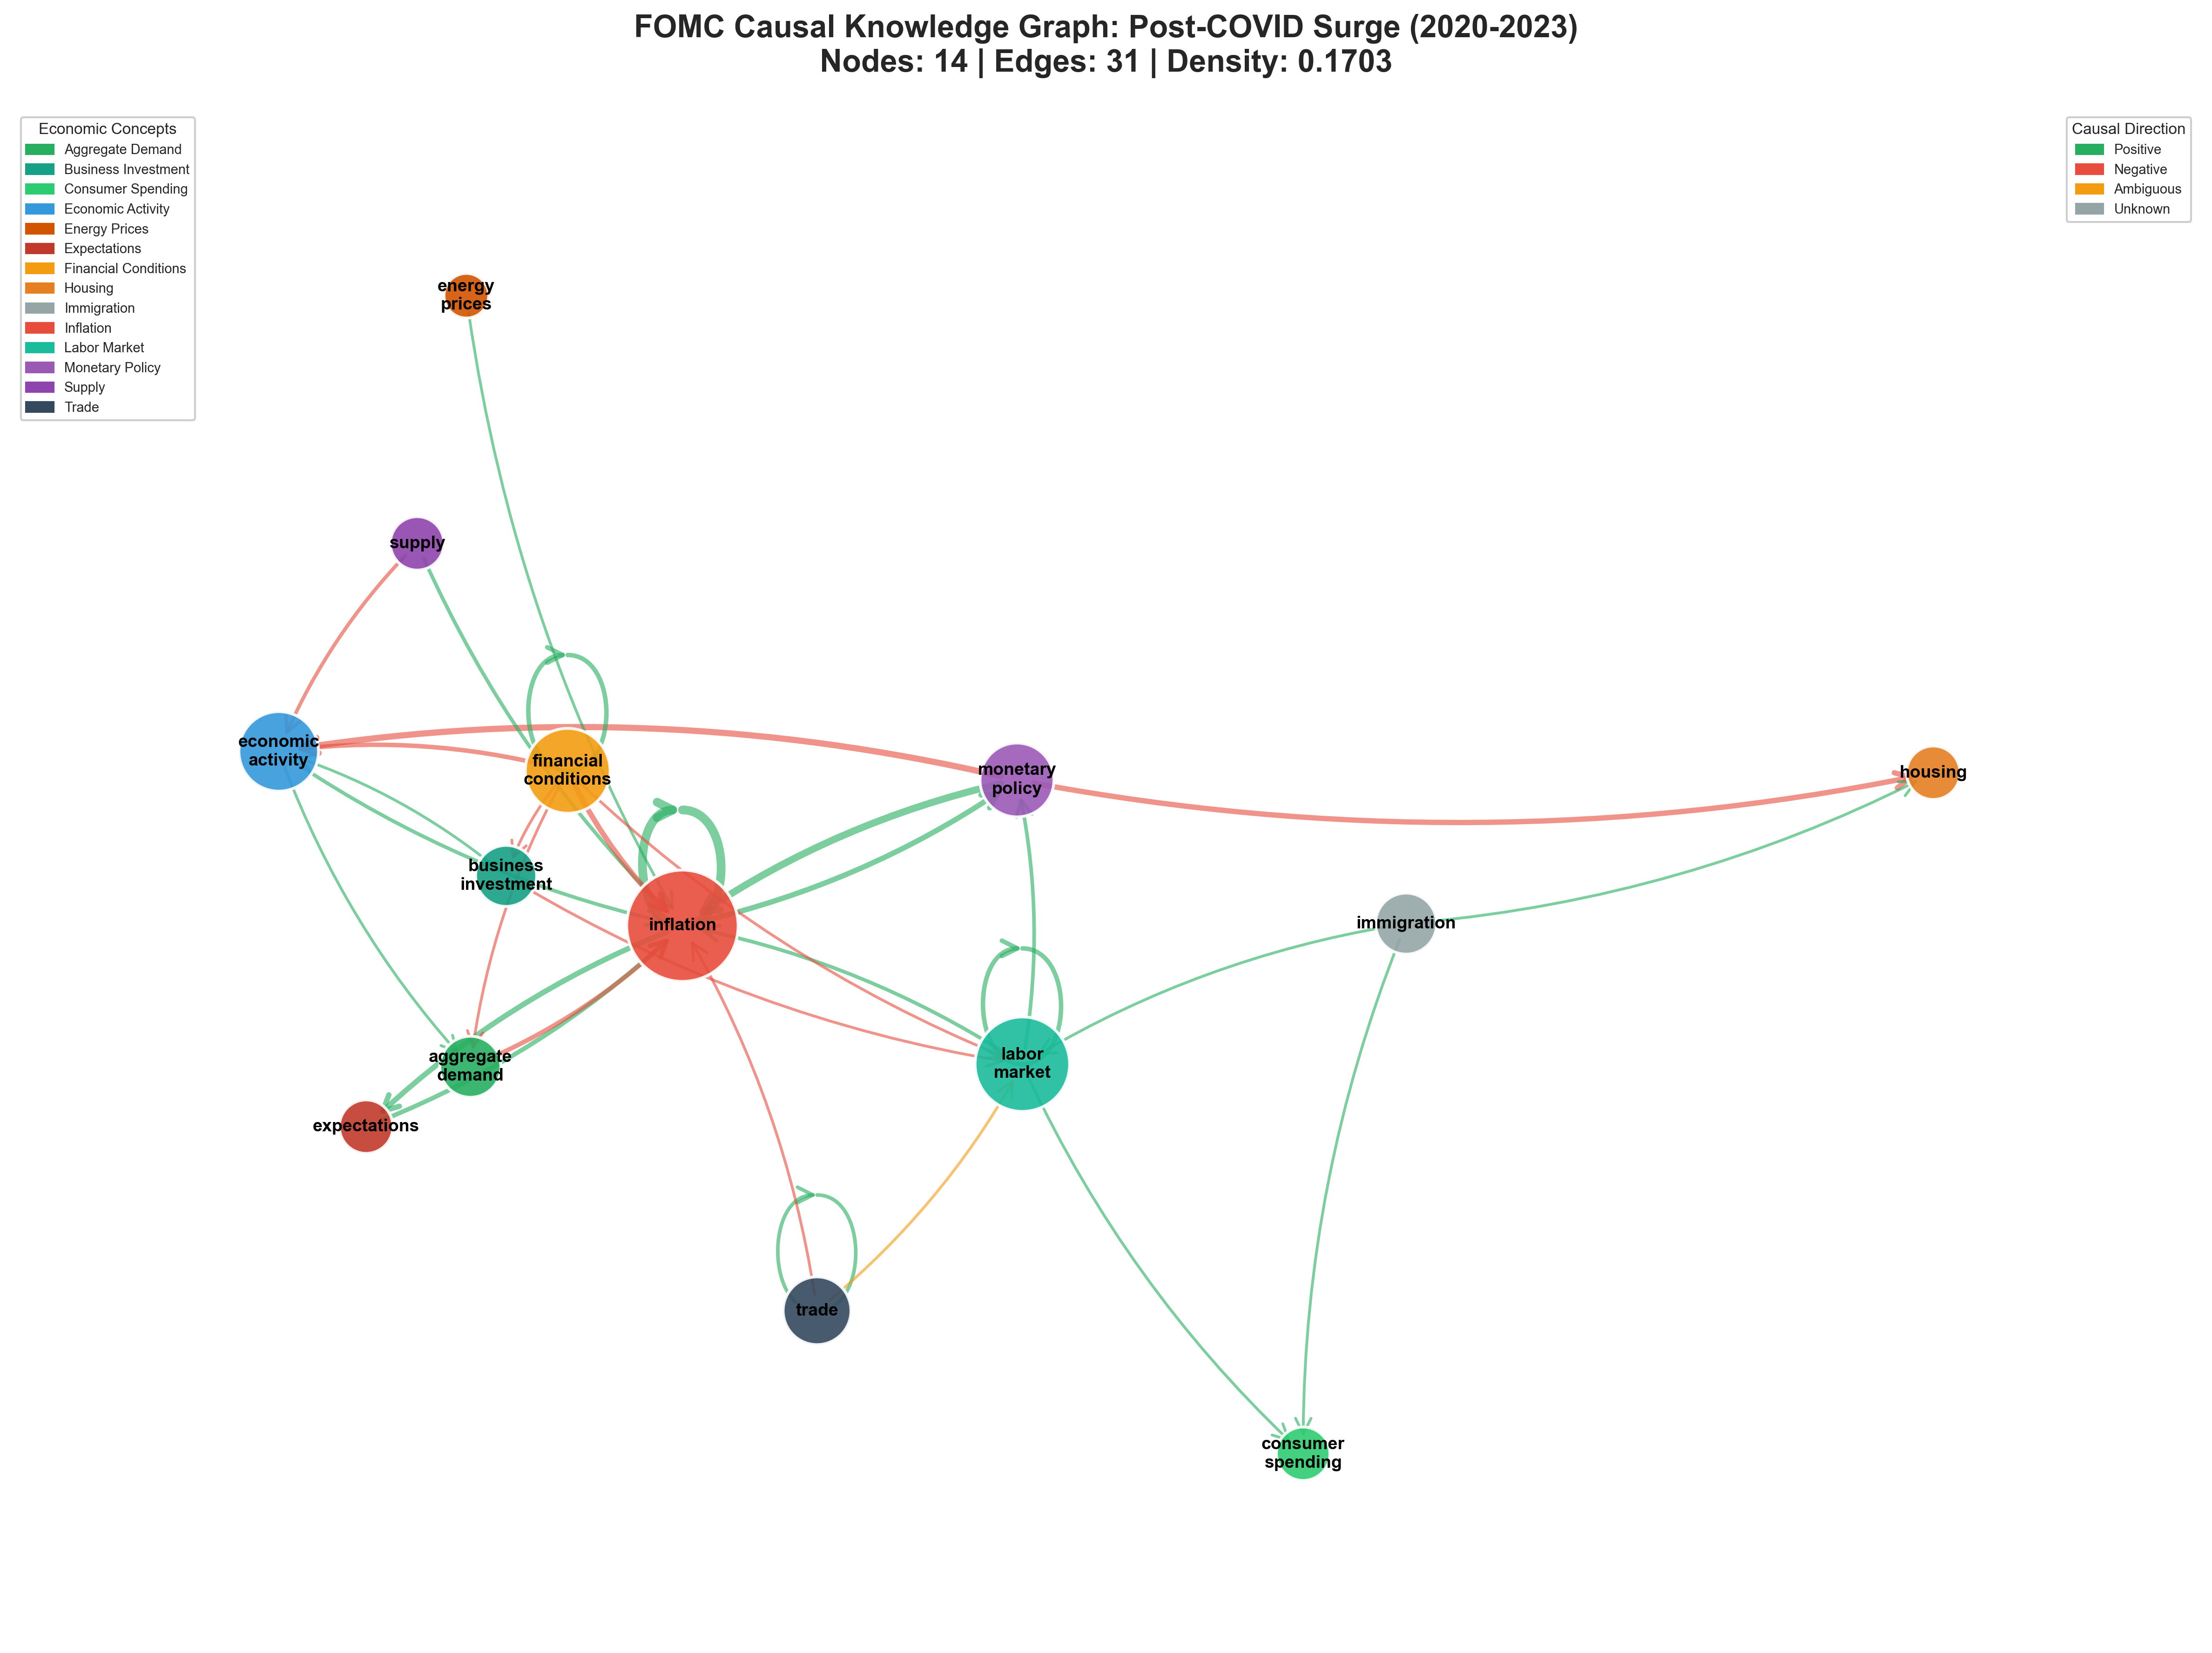 FOMC Causal Knowledge Graph: Post-COVID Surge (2020-2023)
Nodes: 14 | Edges: 31 | Density: 0.1703
Economic Concepts
Aggregate Demand
Business Investment
Consumer Spending
Economic Activity
Energy Prices
Expectations
Financial Conditions
Housing
Immigration
Inflation
Labor Market
Monetary Policy
Supply
Trade
Causal Direction
Positive
Negative
Ambiguous
Unknown
energy
prices
supply
economic
activity
financial
conditions
monetary
policy
housing
business
investment
inflation
immigration
aggregate
demand
labor
market
expectations
trade
consumer
spending